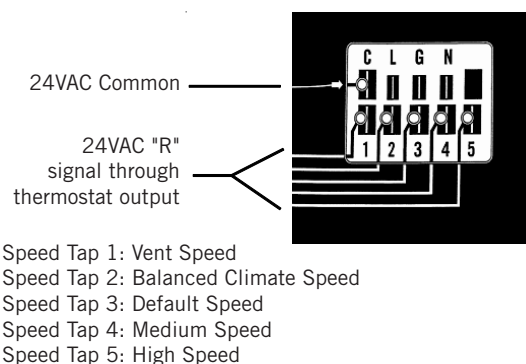 C L G N
24VAC Common
24VAC "R"
signal through
thermostat output
1 2 3 4 5
Speed Tap 1: Vent Speed
Speed Tap 2: Balanced Climate Speed
Speed Tap 3: Default Speed
Speed Tap 4: Medium Speed
Speed Tap 5: High Speed